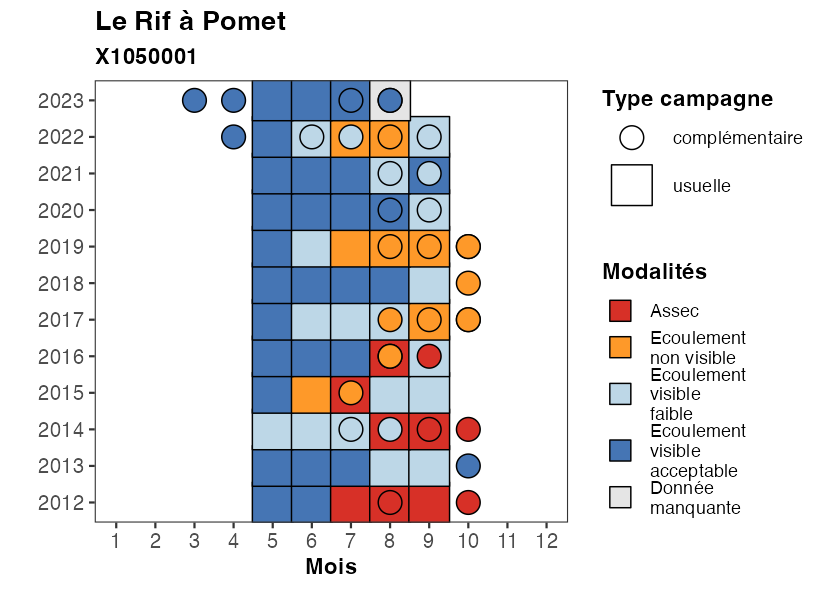 Le Rif à Pomet
X1050001
2023
2022
2021
2020
2019
2018
2017
2016
2015
2014
2013
2012
1 2 3 4 5 6 7 8 9 10 11 12
Mois
Type campagne
complémentaire
usuelle
Modalités
Assec
Ecoulement
non visible
Ecoulement
visible
faible
Ecoulement
visible
acceptable
Donnée
manquante